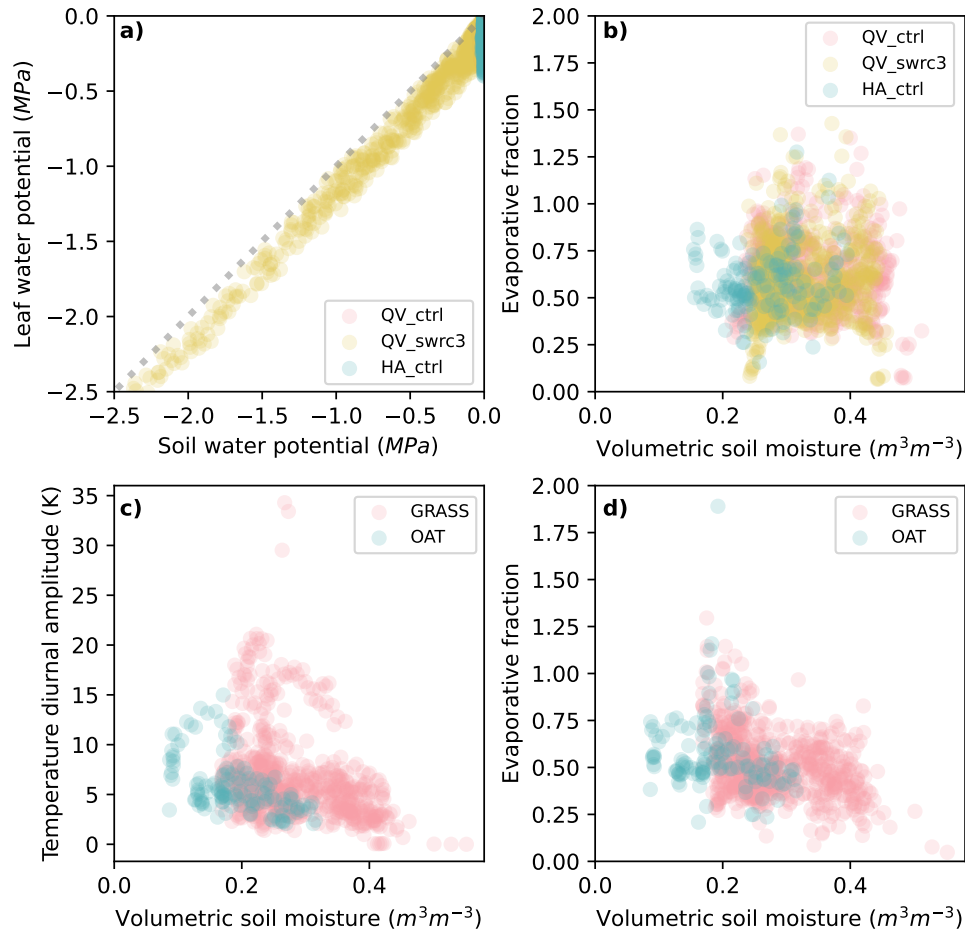 a)
Leaf water potential (MPa)
0.0
−0.5
−1.0
−1.5
−2.0
−2.5
−2.5 −2.0 −1.5 −1.0 −0.5 0.0
Soil water potential (MPa)
QV_ctrl
QV_swrc3
HA_ctrl
b)
Evaporative fraction
2.00
1.75
1.50
1.25
1.00
0.75
0.50
0.25
0.00
0.0 0.2 0.4
Volumetric soil moisture (m³m⁻³)
QV_ctrl
QV_swrc3
HA_ctrl
c)
Temperature diurnal amplitude (K)
35
30
25
20
15
10
5
0
0.0 0.2 0.4
Volumetric soil moisture (m³m⁻³)
GRASS
OAT
d)
Evaporative fraction
2.00
1.75
1.50
1.25
1.00
0.75
0.50
0.25
0.00
0.0 0.2 0.4
Volumetric soil moisture (m³m⁻³)
GRASS
OAT